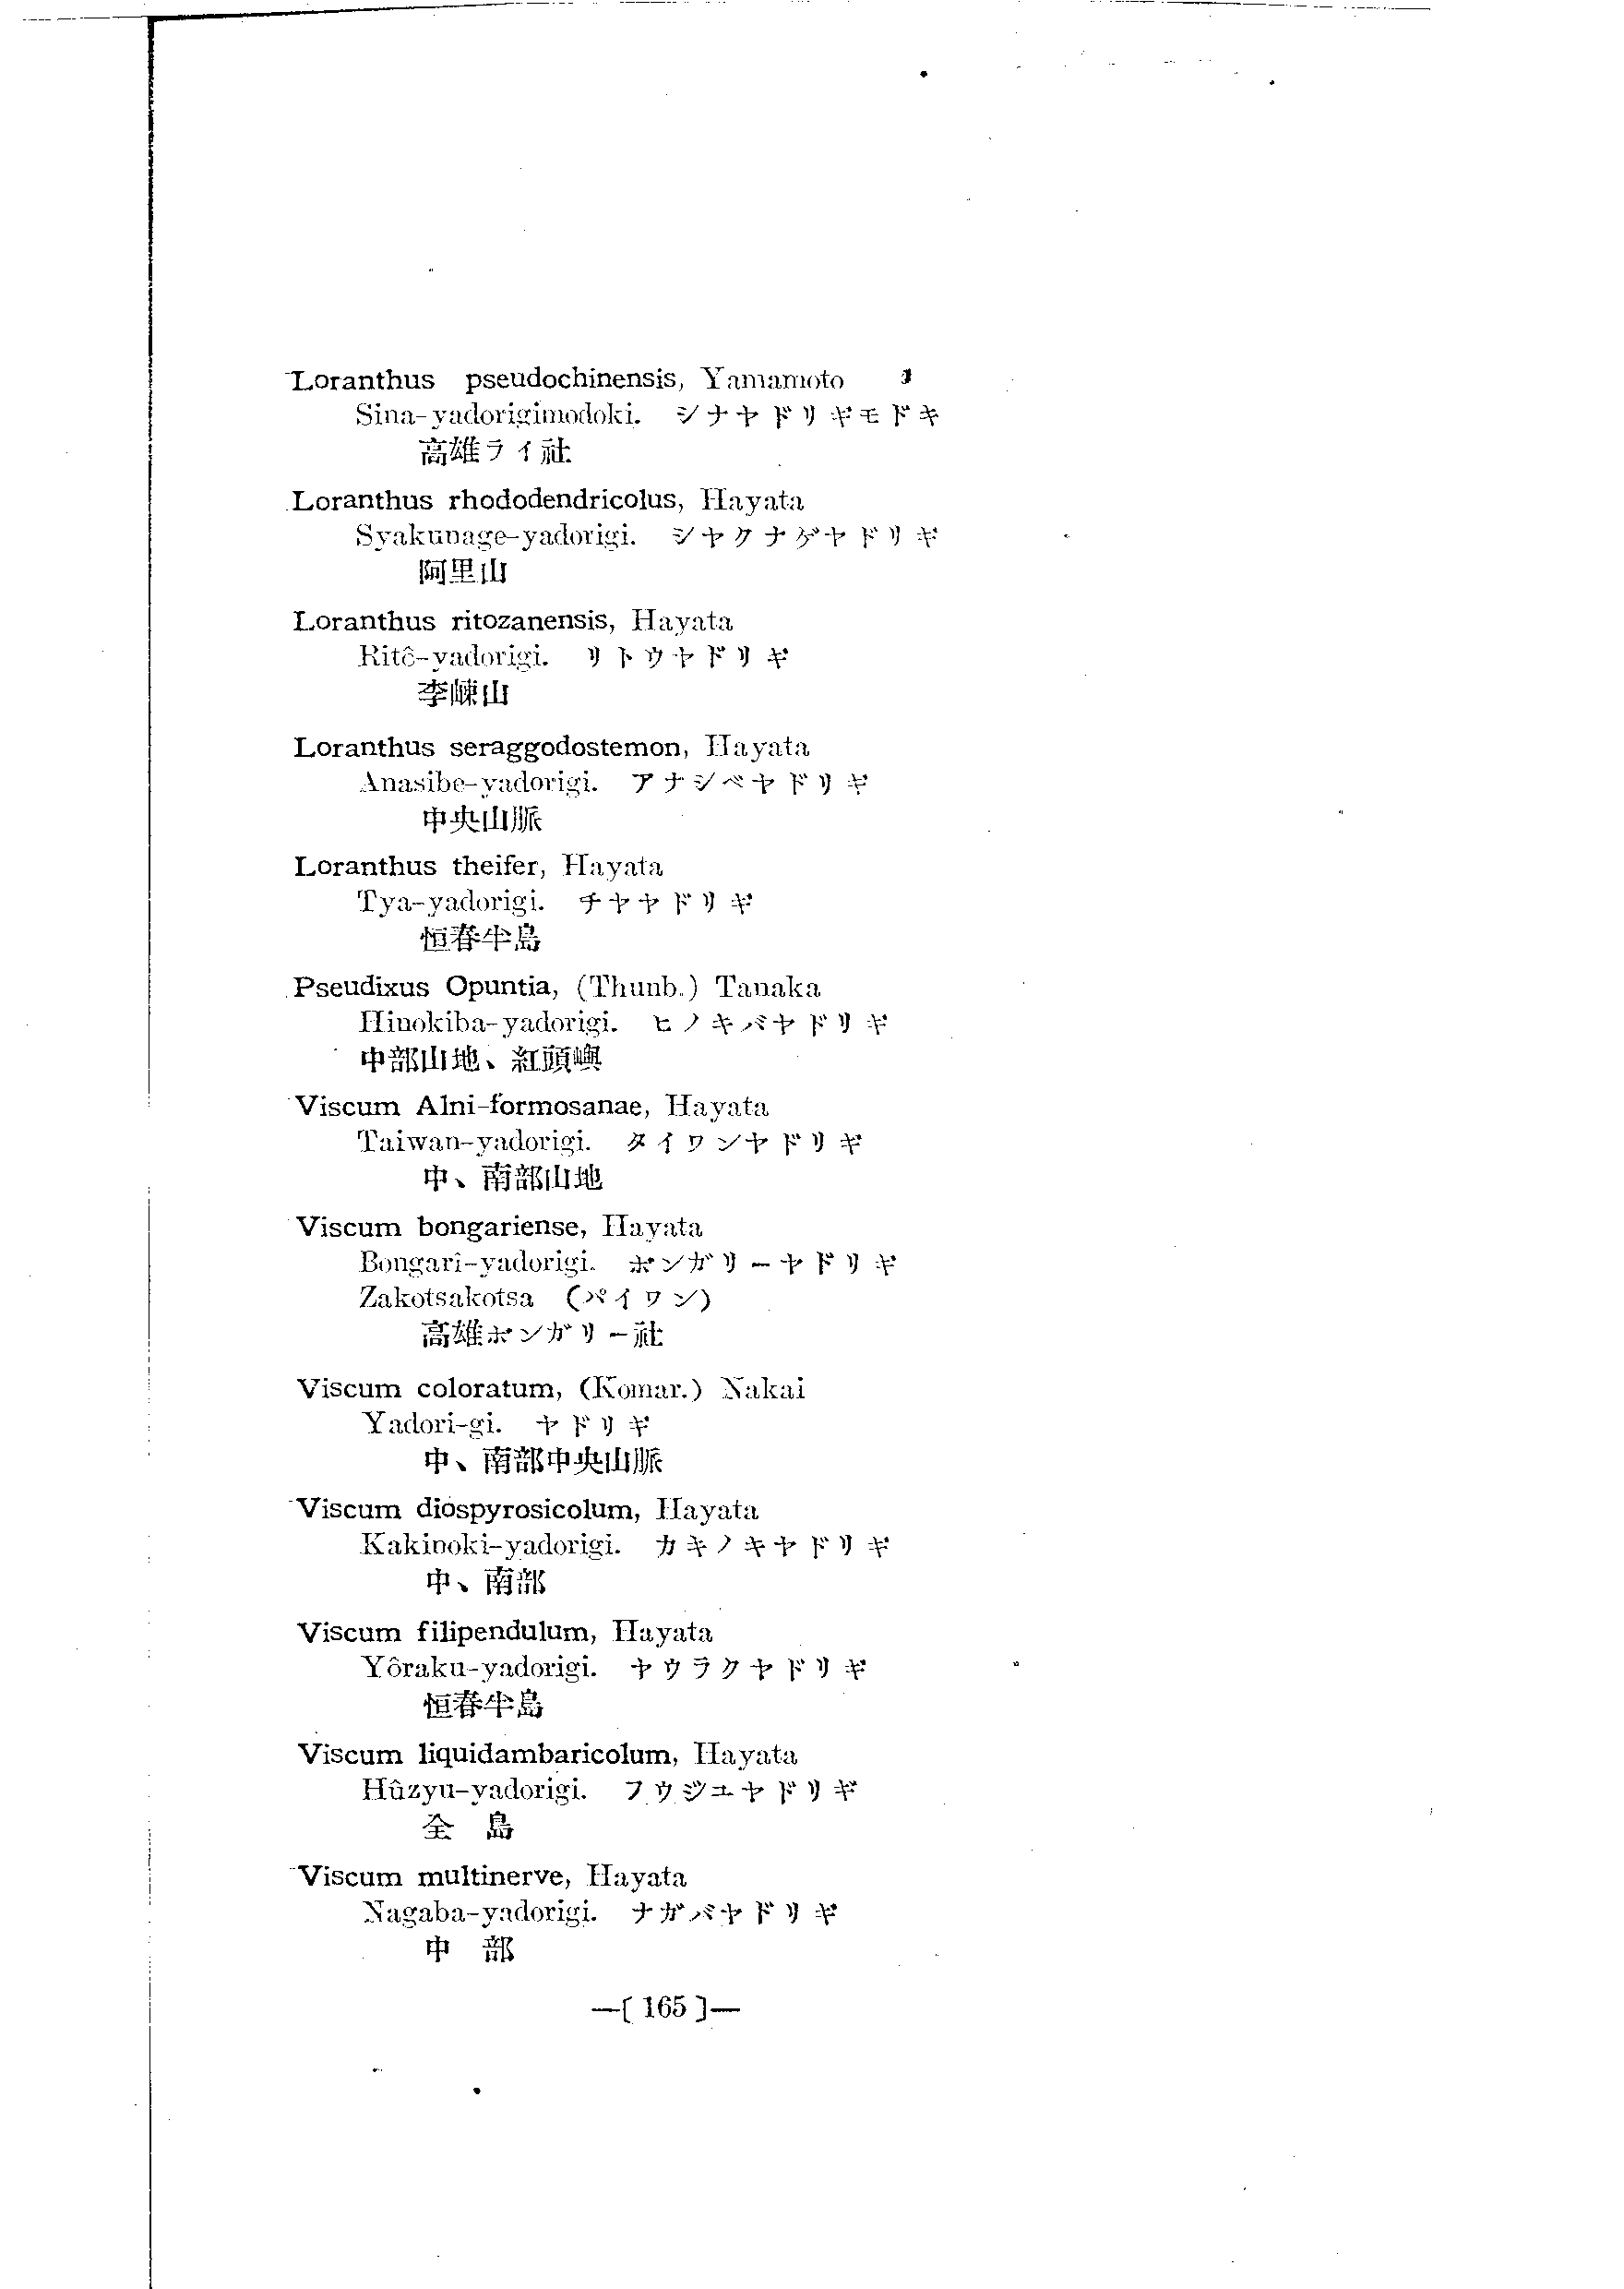 Loranthus pseudochinensis, Yamamoto
Sina-yadorigimodoki. シナヤドリギモドキ
高雄ライ社
Loranthus rhododendricolus, Hayata
Syakunage-yadorigi. シヤクナゲヤドリギ
阿里山
Loranthus ritozanensis, Hayata
Ritô-yadorigi. リトウヤドリギ
李崠山
Loranthus seraggodostemon, Hayata
Anasibe-yadorigi. アナシベヤドリギ
中央山脈
Loranthus theifer, Hayata
Tya-yadorigi. チヤヤドリギ
恒春半島
Pseudixus Opuntia, (Thunb.) Tanaka
Hinokiba-yadorigi. ヒノキバヤドリギ
中部山地、紅頭嶼
Viscum Alni-formosanae, Hayata
Taiwan-yadorigi. タイワンヤドリギ
中、南部山地
Viscum bongariense, Hayata
Bongari-yadorigi. ボンガリーヤドリギ
Zakotsakotsa (パイワン)
高雄ボンガリー社
Viscum coloratum, (Komar.) Nakai
Yadori-gi. ヤドリギ
中、南部中央山脈
Viscum diospyrosicolum, Hayata
Kakinoki-yadorigi. カキノキヤドリギ
中、南部
Viscum filipendulum, Hayata
Yôraku-yadorigi. ヤウラクヤドリギ
恒春半島
Viscum liquidambaricolum, Hayata
Hûzyu-yadorigi. フウジユヤドリギ
全 島
Viscum multinerve, Hayata
Nagaba-yadorigi. ナガバヤドリギ
中 部
—[ 165 ]—